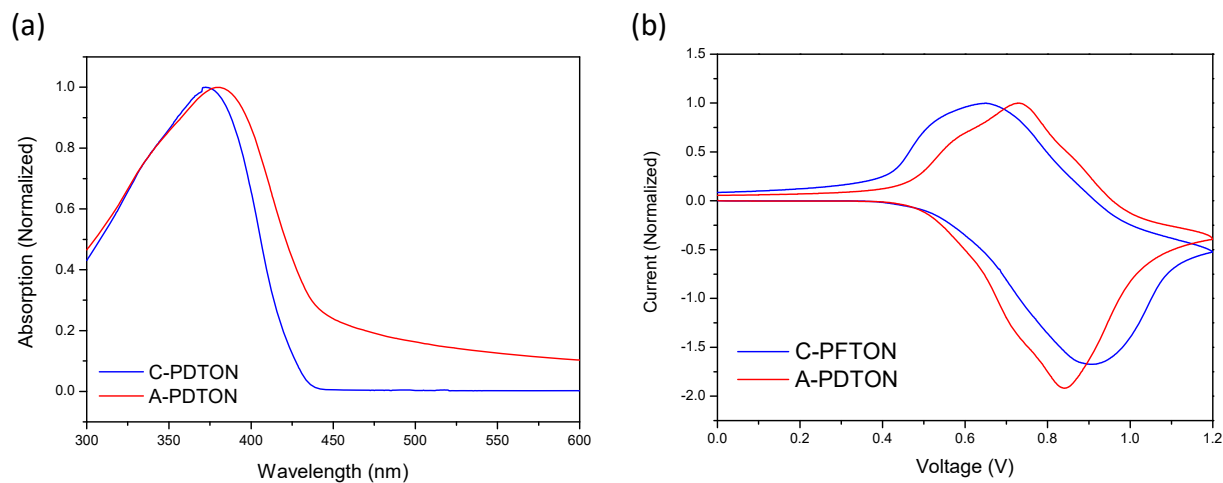 (a)
Absorption (Normalized)
1.0
0.8
0.6
0.4
0.2
0.0
C-PDTON
A-PDTON
300 350 400 450 500 550 600
Wavelength (nm)
(b)
Current (Normalized)
1.5
1.0
0.5
0.0
-0.5
-1.0
-1.5
-2.0
C-PFTON
A-PDTON
0.0 0.2 0.4 0.6 0.8 1.0 1.2
Voltage (V)